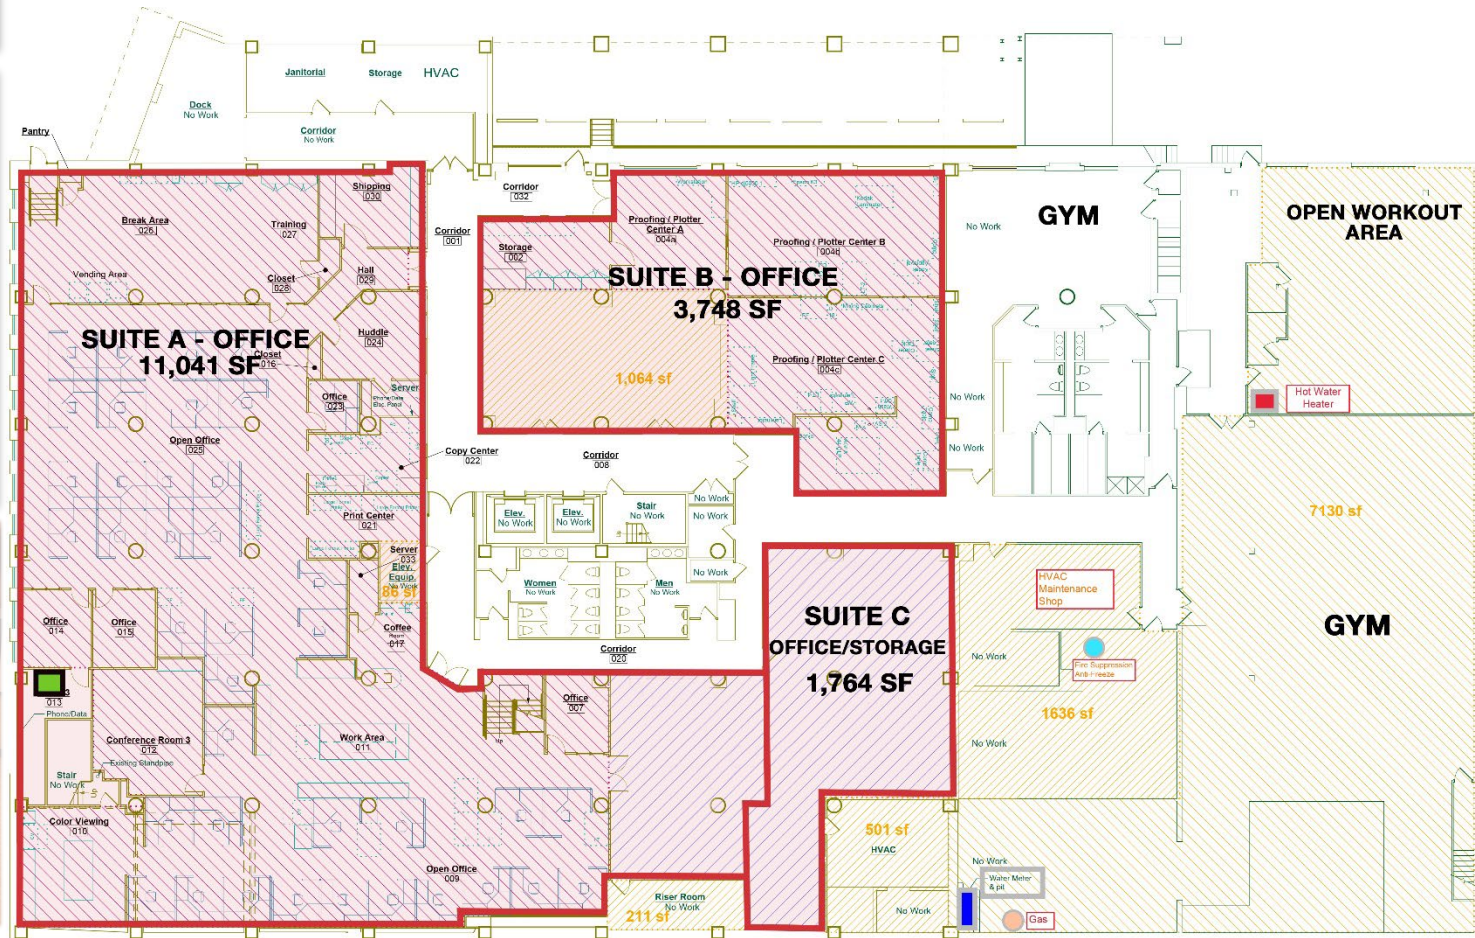 Janitorial
Storage
HVAC
Dock
No Work
Corridor
No Work
Pantry
Shipping
030
Corridor
032
Break Area
026
Training
027
Corridor
001
Storage
002
Proofing / Plotter
Center A
004a
Proofing / Plotter Center B
004b
No Work
GYM
OPEN WORKOUT
AREA
Vending Area
Closet
028
Hall
029
SUITE B - OFFICE
3,748 SF
SUITE A - OFFICE
11,041 SF
Closet
016
Huddle
024
Proofing / Plotter Center C
004c
1,064 sf
Office
023
Server
Phone/Data
Elec. Panel
No Work
Hot Water
Heater
Open Office
025
Copy Center
022
Corridor
008
No Work
Print Center
021
Elev.
No Work
Elev.
No Work
Stair
No Work
Up
No Work
No Work
7130 sf
Server
033
Elev.
Equip.
No Work
86 sf
Women
No Work
Men
No Work
No Work
HVAC
Maintenance
Shop
Office
014
Office
015
Coffee
Room
017
Corridor
020
SUITE C
OFFICE/STORAGE
1,764 SF
GYM
No Work
Fire Suppression
Anti-Freeze
013
Phone/Data
Office
007
Up
1636 sf
Conference Room 3
012
Work Area
011
No Work
Existing Standpipe
Stair
No Work
Up
Color Viewing
010
501 sf
HVAC
Open Office
009
No Work
Water Meter
& pit
Riser Room
No Work
211 sf
No Work
Gas